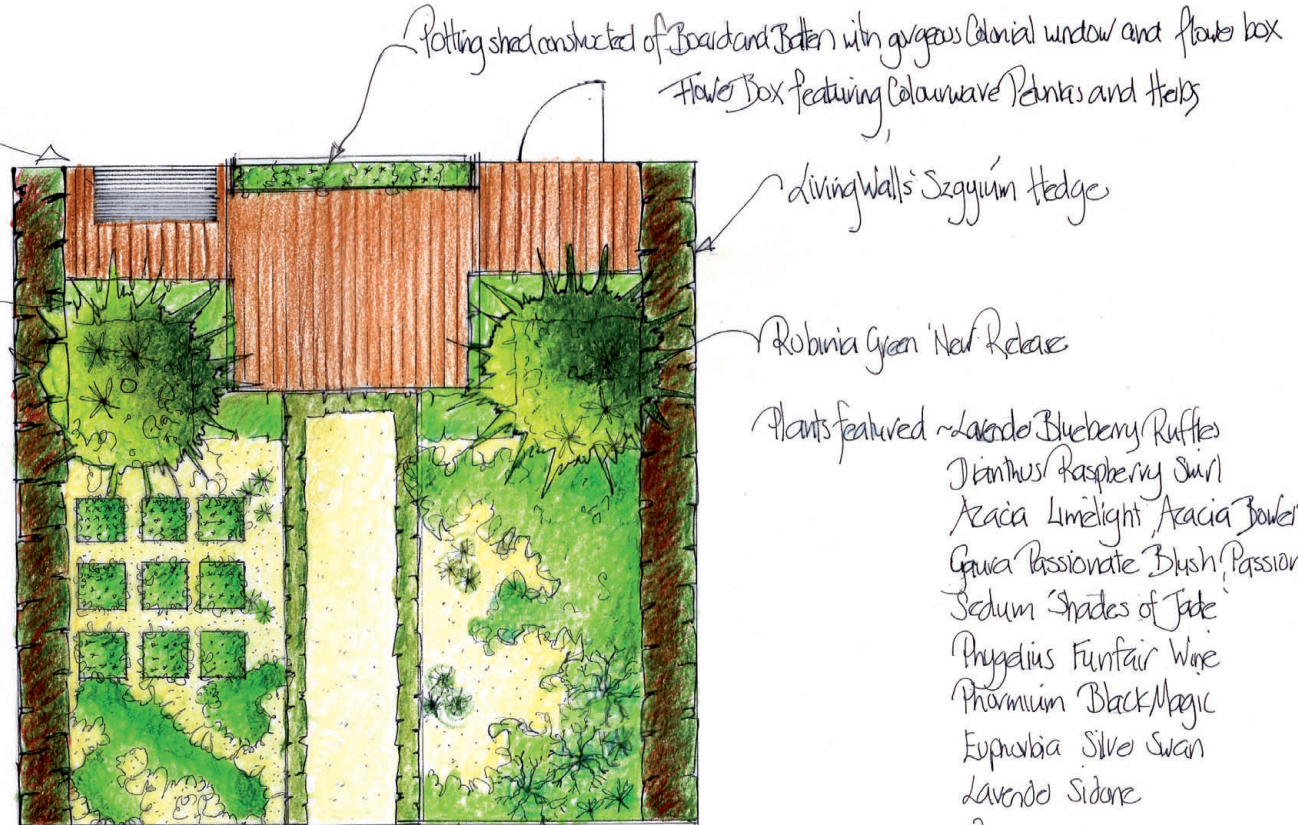 Potting shed constructed of Board and Batten with gorgeous Colonial window and flower box
Flower Box featuring Colourwave Petunias and Herbs
Living Walls Szgyium Hedge
Robinia Green New Release
Plants featured ~ Lavender Blueberry Ruffles
Dianthus Raspberry Swirl
Acacia Limelight, Acacia Bower
Gaura Passionate Blush, Passion
Sedum 'Shades of Jade'
Phygelius Funfair Wine
Phormium Black Magic
Euphorbia Silver Swan
Lavender Sidone